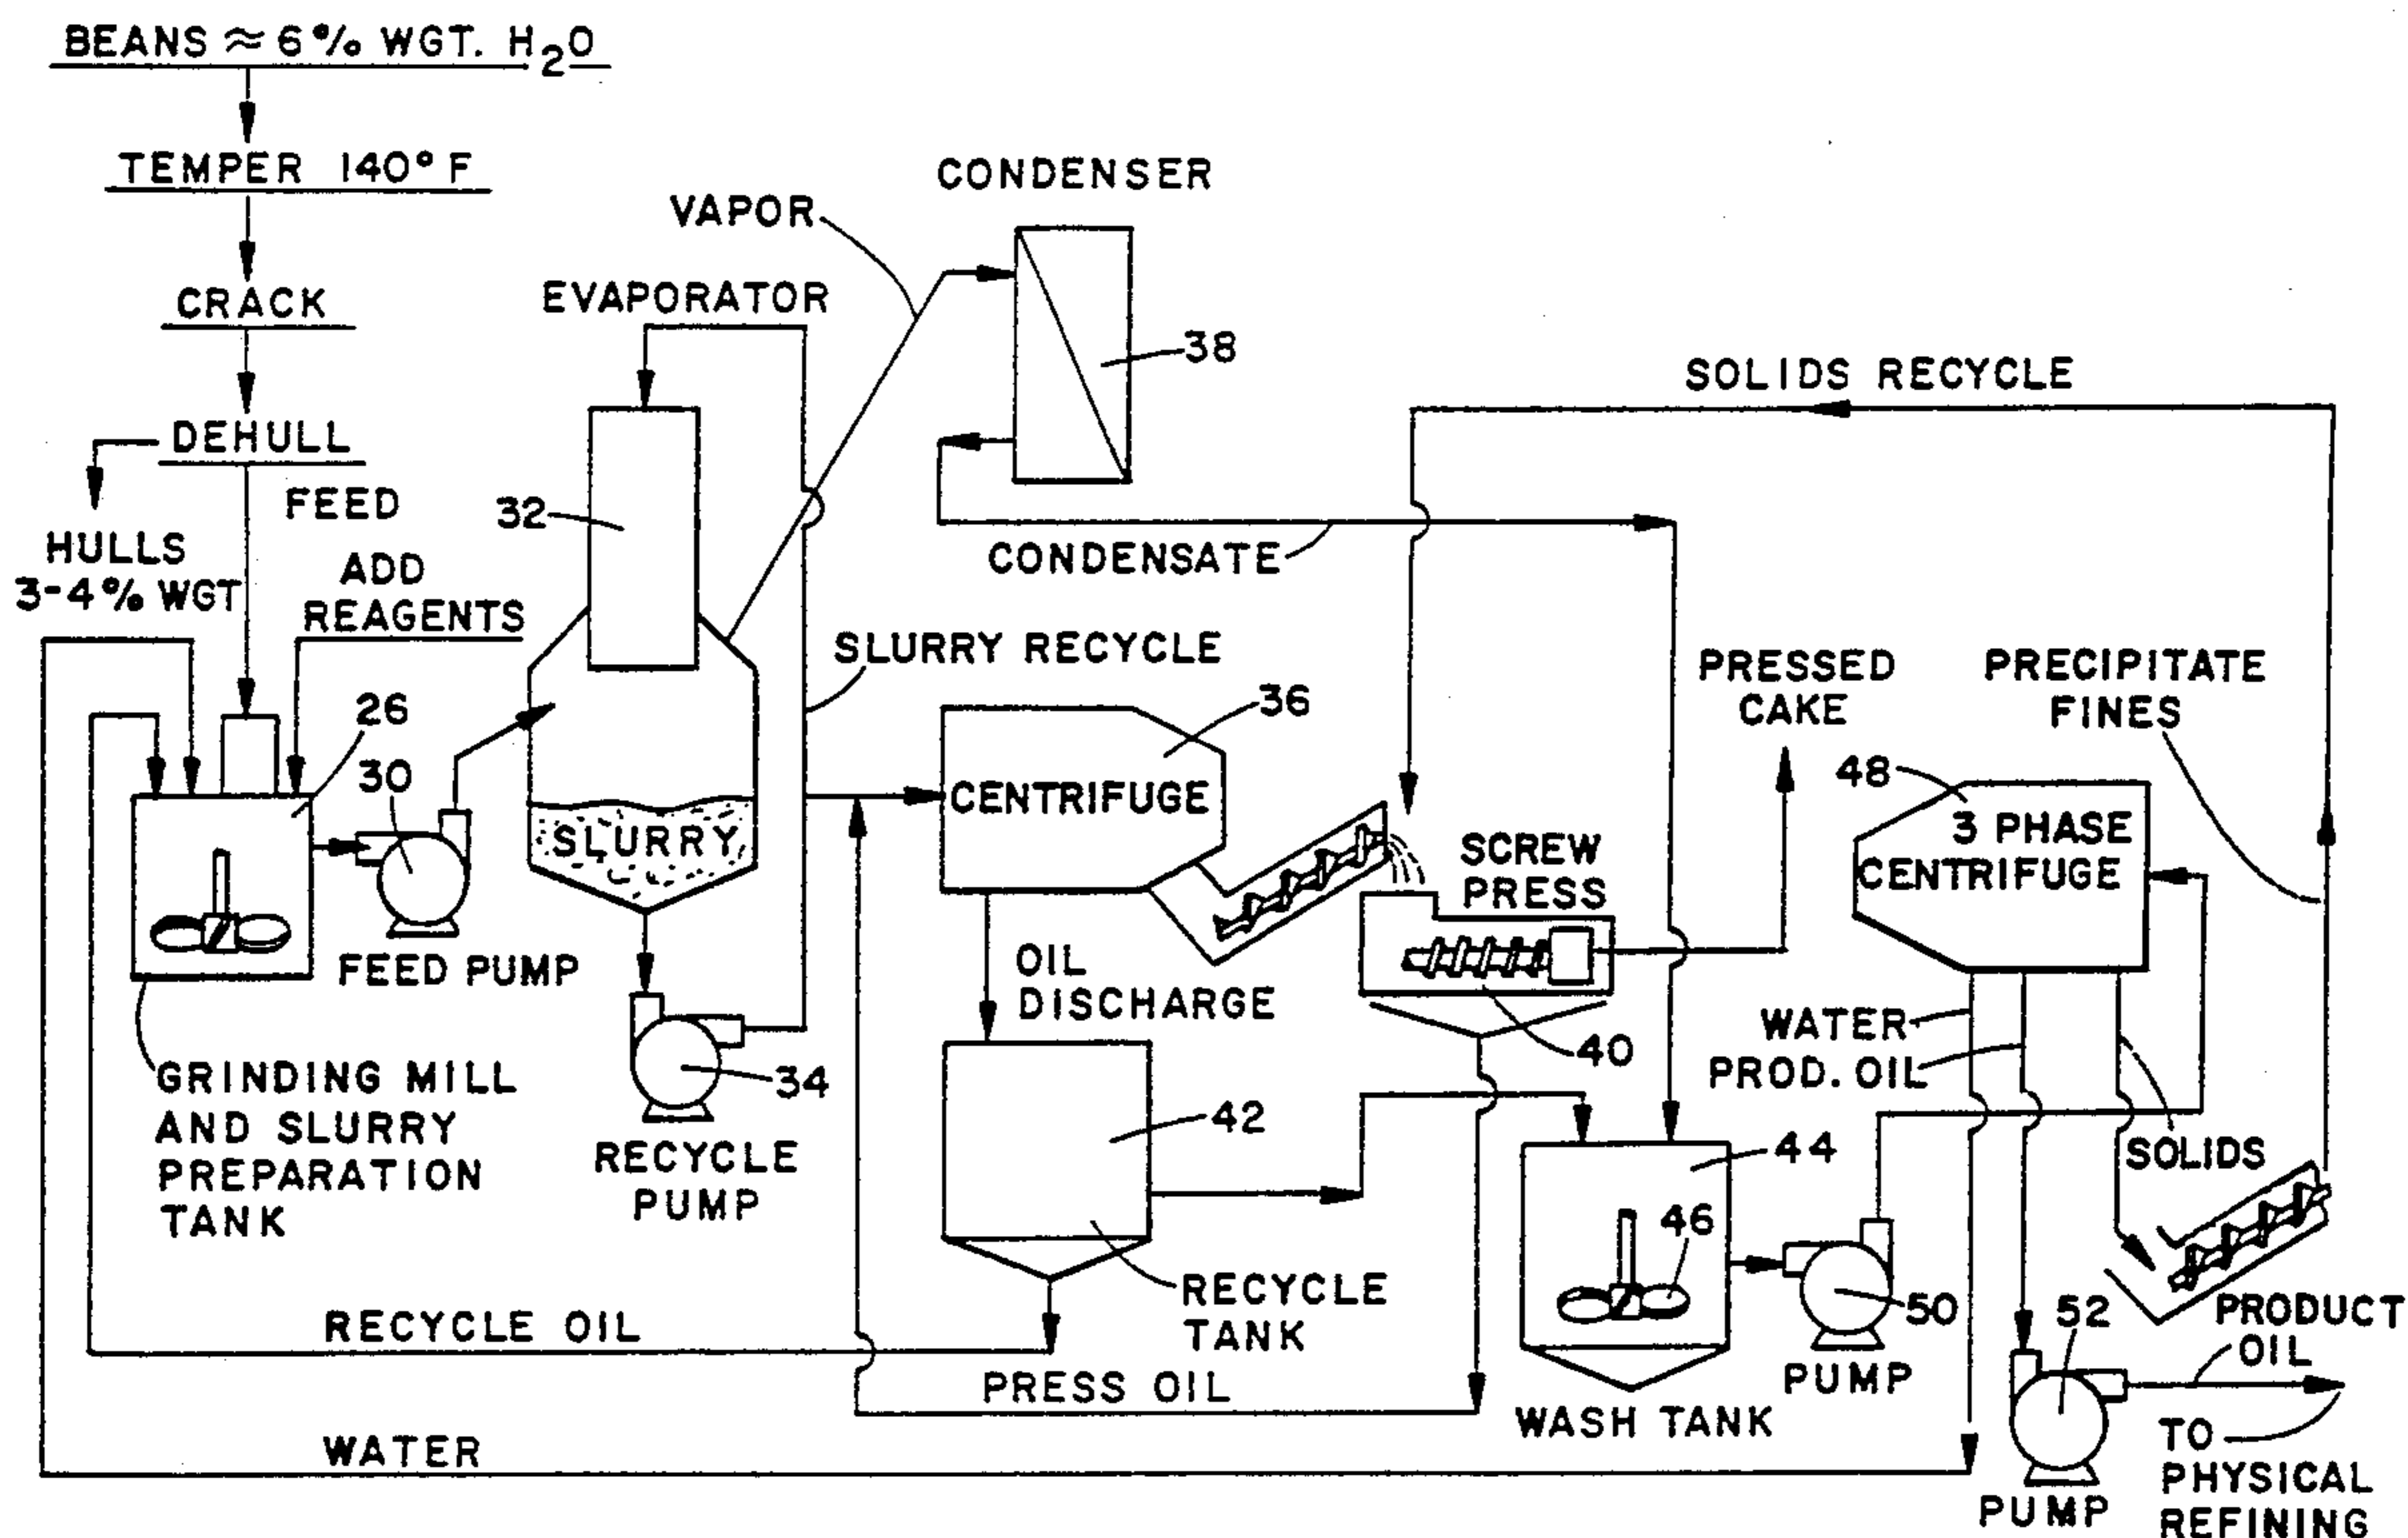 BEANS ≈ 6% WGT. H2O
TEMPER 140° F
CRACK
DEHULL
FEED
HULLS
3-4% WGT
ADD
REAGENTS
26
30
FEED PUMP
GRINDING MILL
AND SLURRY
PREPARATION
TANK
EVAPORATOR
32
SLURRY
34
RECYCLE
PUMP
VAPOR
CONDENSER
38
CONDENSATE
SLURRY RECYCLE
36
CENTRIFUGE
OIL
DISCHARGE
42
RECYCLE
TANK
RECYCLE OIL
PRESS OIL
WATER
SOLIDS RECYCLE
SCREW
PRESS
40
PRESSED
CAKE
44
46
WASH TANK
50
PUMP
PRECIPITATE
FINES
48
3 PHASE
CENTRIFUGE
WATER
PROD. OIL
SOLIDS
52
PUMP
PRODUCT
OIL
TO
PHYSICAL
REFINING